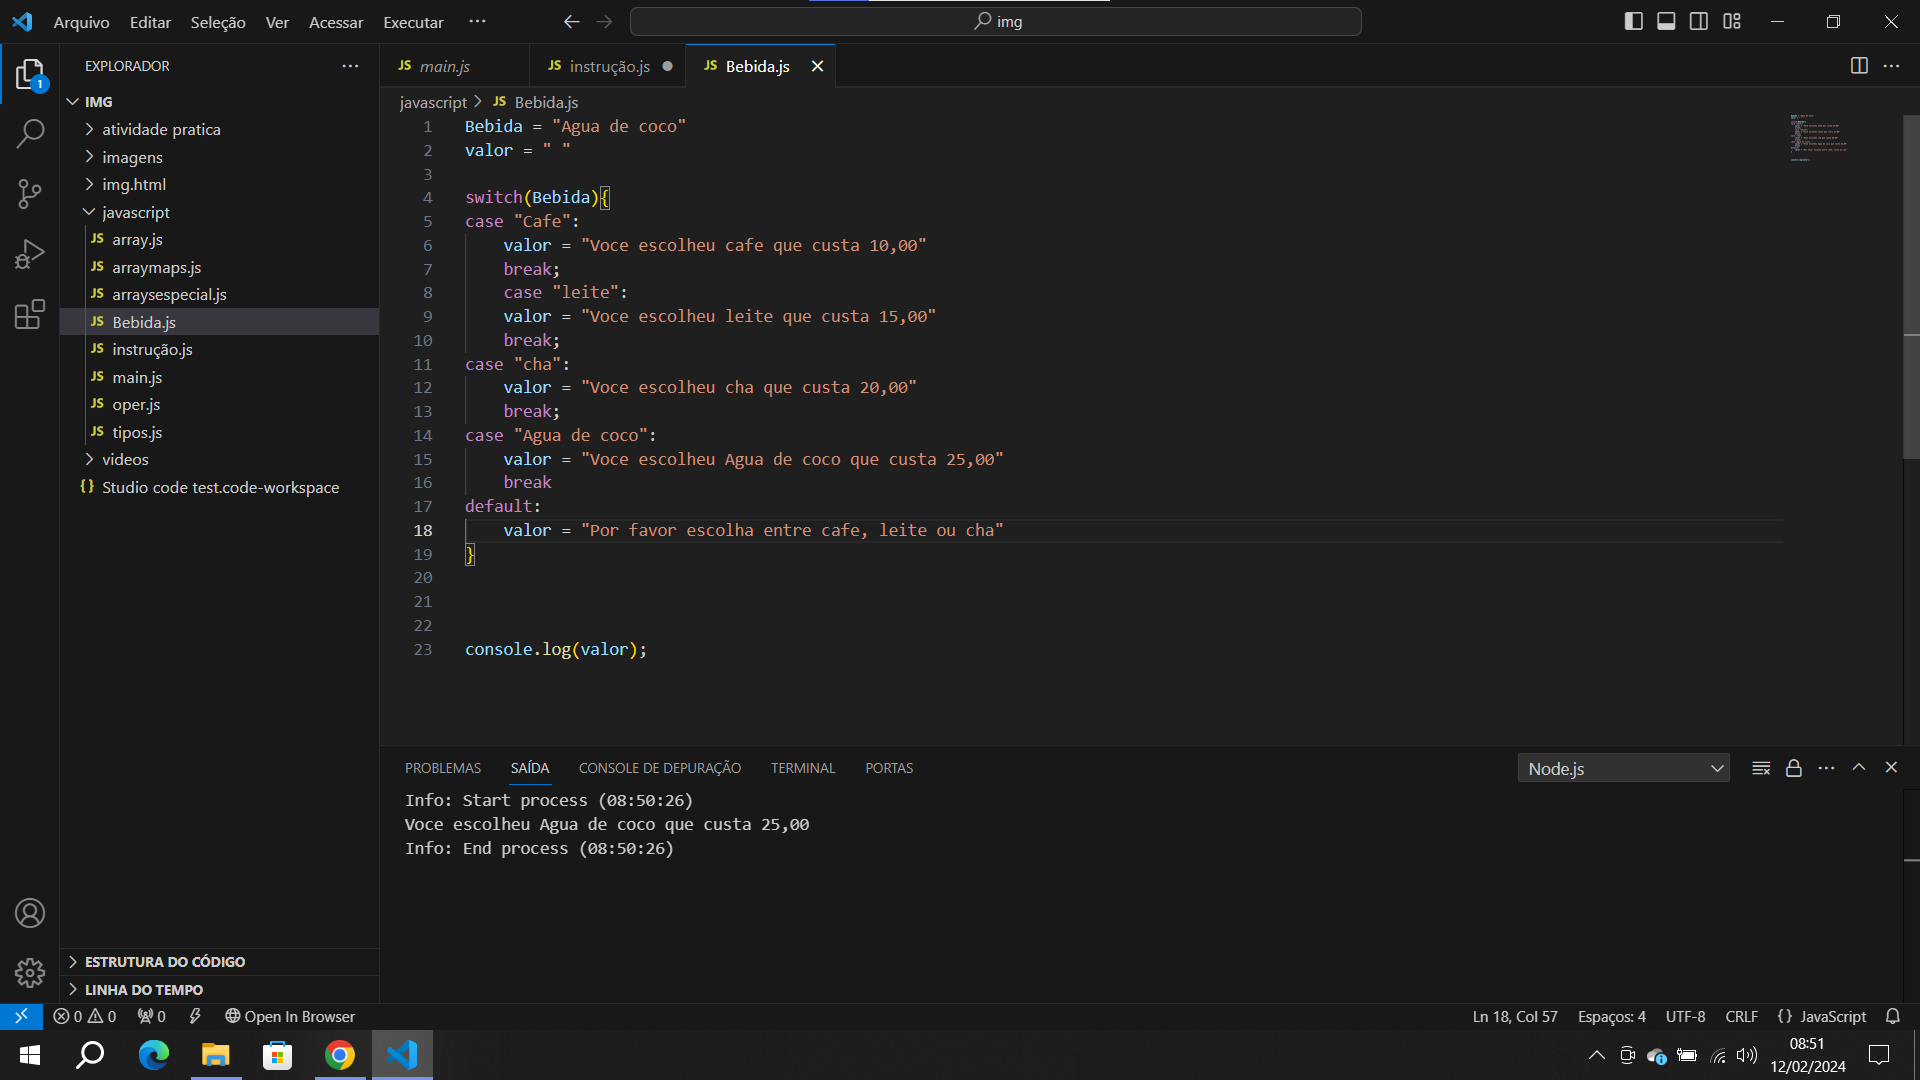 Arquivo Editar Seleção Ver Acessar Executar ··· img
EXPLORADOR ···
IMG
atividade pratica
imagens
img.html
javascript
JS array.js
JS arraymaps.js
JS arraysespecial.js
JS Bebida.js
JS instrução.js
JS main.js
JS oper.js
JS tipos.js
videos
{} Studio code test.code-workspace
ESTRUTURA DO CÓDIGO
LINHA DO TEMPO
1
JS main.js JS instrução.js JS Bebida.js
javascript > JS Bebida.js
1 Bebida = "Agua de coco"
2 valor = " "
3
4 switch(Bebida){
5 case "Cafe":
6 valor = "Voce escolheu cafe que custa 10,00"
7 break;
8 case "leite":
9 valor = "Voce escolheu leite que custa 15,00"
10 break;
11 case "cha":
12 valor = "Voce escolheu cha que custa 20,00"
13 break;
14 case "Agua de coco":
15 valor = "Voce escolheu Agua de coco que custa 25,00"
16 break
17 default:
18 valor = "Por favor escolha entre cafe, leite ou cha"
19 }
20
21
22
23 console.log(valor);
PROBLEMAS SAÍDA CONSOLE DE DEPURAÇÃO TERMINAL PORTAS Node.js
Info: Start process (08:50:26)
Voce escolheu Agua de coco que custa 25,00
Info: End process (08:50:26)
0 0 0 Open In Browser Ln 18, Col 57 Espaços: 4 UTF-8 CRLF {} JavaScript
08:51
12/02/2024